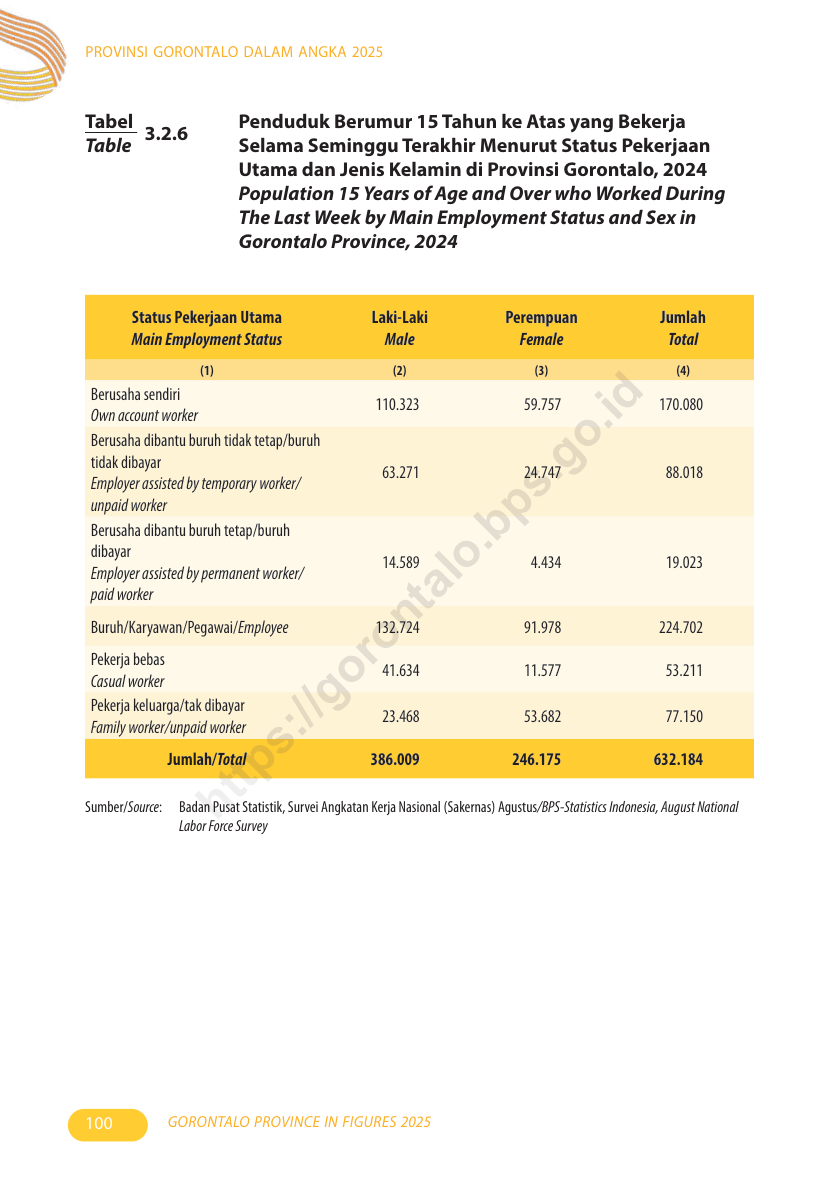 PROVINSI GORONTALO DALAM ANGKA 2025
Tabel
Table
3.2.6
Penduduk Berumur 15 Tahun ke Atas yang Bekerja
Selama Seminggu Terakhir Menurut Status Pekerjaan
Utama dan Jenis Kelamin di Provinsi Gorontalo, 2024
Population 15 Years of Age and Over who Worked During
The Last Week by Main Employment Status and Sex in
Gorontalo Province, 2024
Status Pekerjaan Utama Laki-Laki Perempuan Jumlah
Main Employment Status Male Female Total
(1) (2) (3) (4)
Berusaha sendiri
Own account worker
110.323 59.757 170.080
Berusaha dibantu buruh tidak tetap/buruh
tidak dibayar
Employer assisted by temporary worker/
unpaid worker
63.271 24.747 88.018
Berusaha dibantu buruh tetap/buruh
dibayar
Employer assisted by permanent worker/
paid worker
14.589 4.434 19.023
Buruh/Karyawan/Pegawai/Employee 132.724 91.978 224.702
Pekerja bebas
Casual worker
41.634 11.577 53.211
Pekerja keluarga/tak dibayar
Family worker/unpaid worker
23.468 53.682 77.150
Jumlah/Total 386.009 246.175 632.184
Sumber/Source: Badan Pusat Statistik, Survei Angkatan Kerja Nasional (Sakernas) Agustus/BPS-Statistics Indonesia, August National
Labor Force Survey
https://gorontalo.bps.go.id
100 GORONTALO PROVINCE IN FIGURES 2025